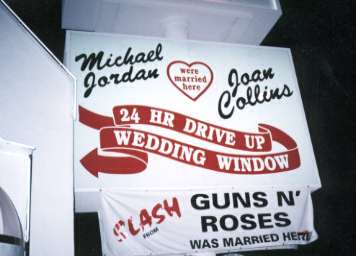 Michael
Jordan
were
married
here
Joan
Collins
24 HR DRIVE UP
WEDDING WINDOW
SLASH
FROM
GUNS N'
ROSES
WAS MARRIED HERE